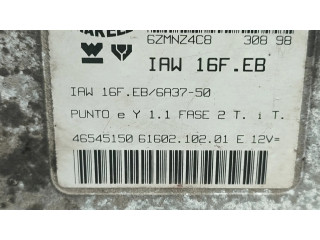 6ZMNZ4C8 308 98
IAW 16F.EB
IAW 16F.EB/6A37-50
PUNTO e Y 1.1 FASE 2 T. i T.
46545150 61602.102.01 E 12V=